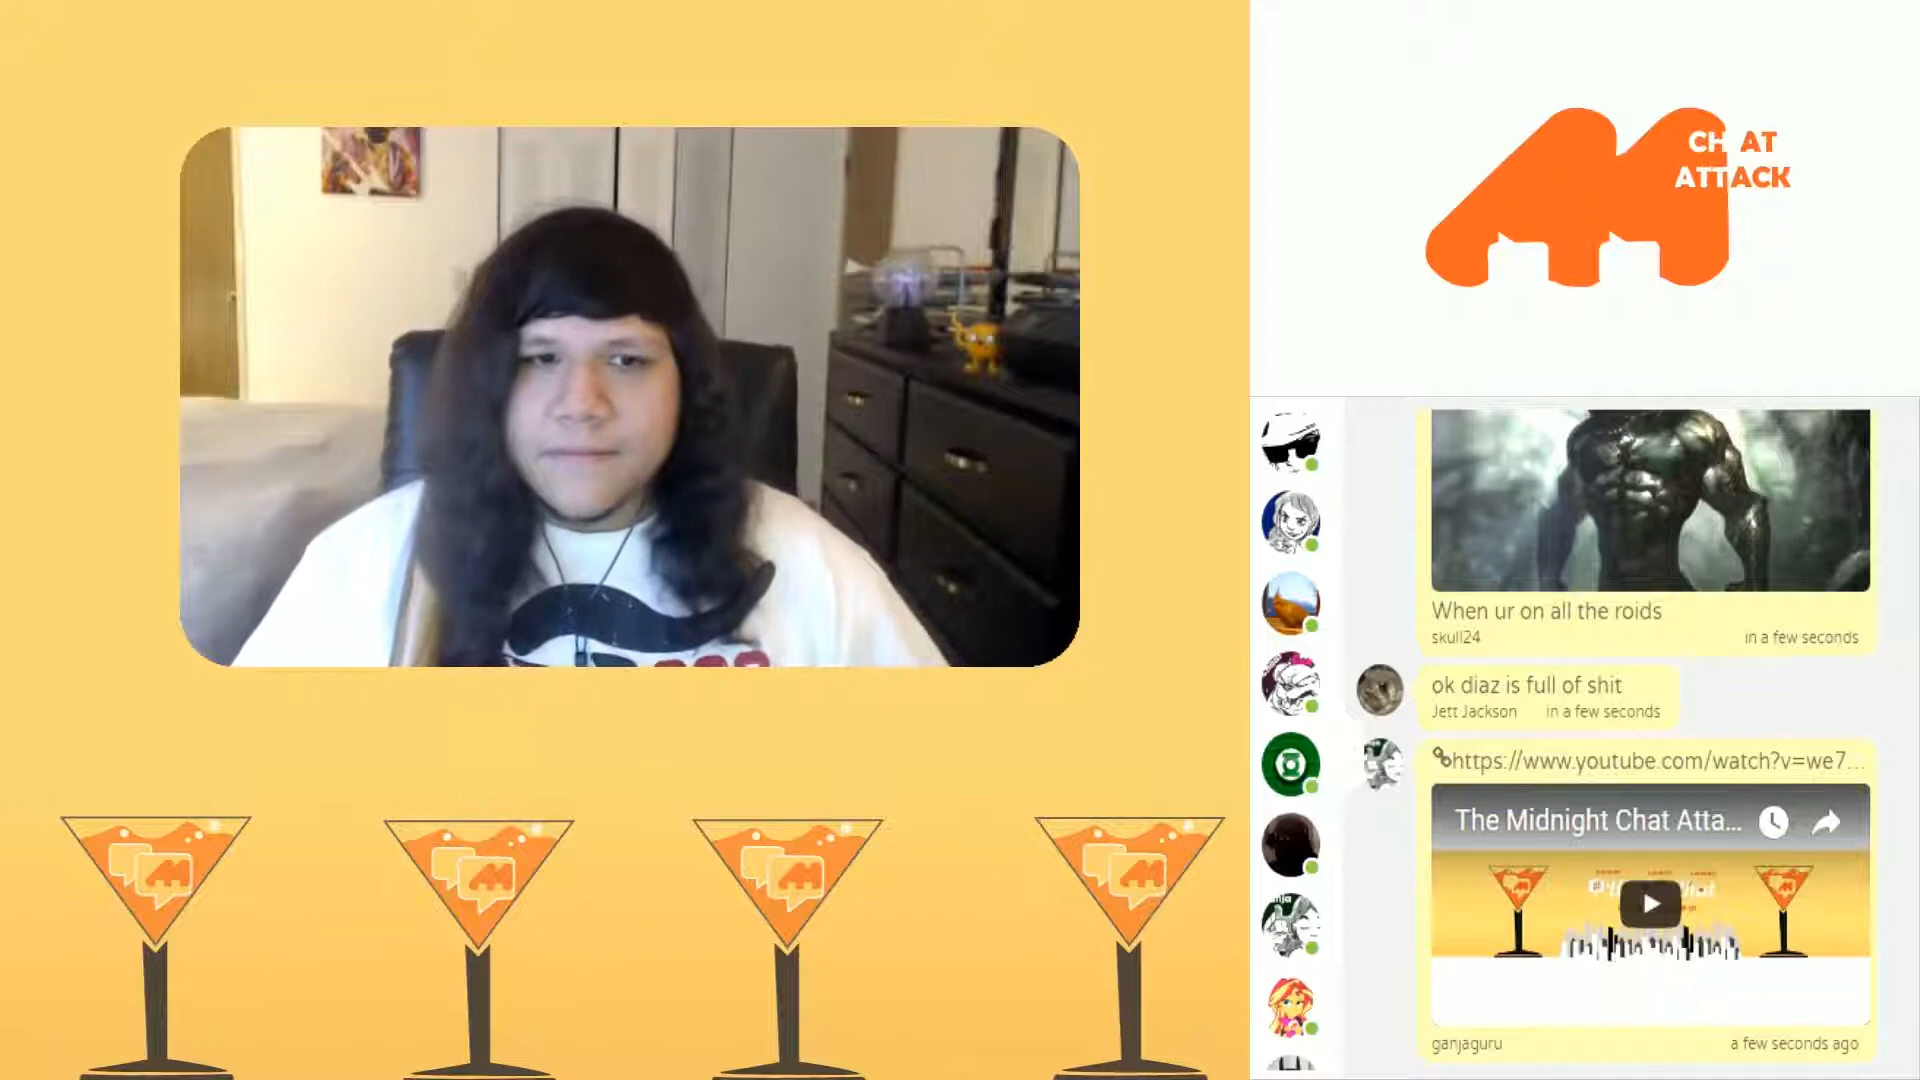 CHAT
ATTACK
When ur on all the roids
skull24 in a few seconds
ok diaz is full of shit
Jett Jackson in a few seconds
https://www.youtube.com/watch?v=we7...
The Midnight Chat Atta...
ganjaguru a few seconds ago